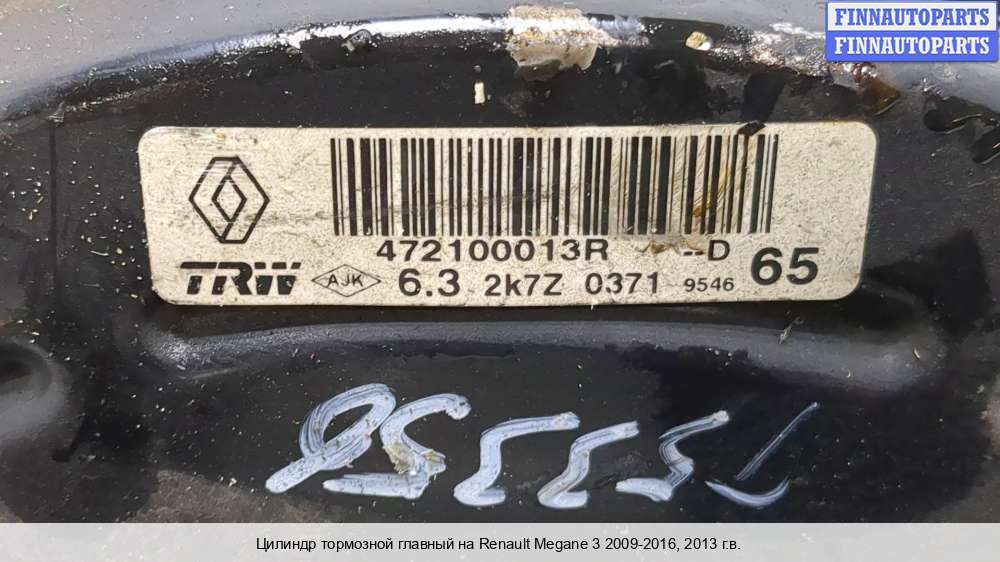 FINNAUTOPARTS
FINNAUTOPARTS
472100013R --D
TRW AJK 6.3 2k7Z 0371 9546 65
Цилиндр тормозной главный на Renault Megane 3 2009-2016, 2013 г.в.